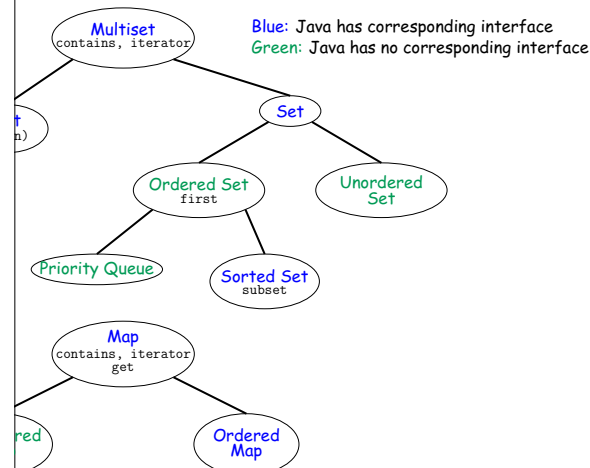 Blue: Java has corresponding interface
Green: Java has no corresponding interface
Multiset
contains, iterator
t
n)
Set
Ordered Set
first
Unordered
Set
Priority Queue
Sorted Set
subset
Map
contains, iterator
get
red
Ordered
Map